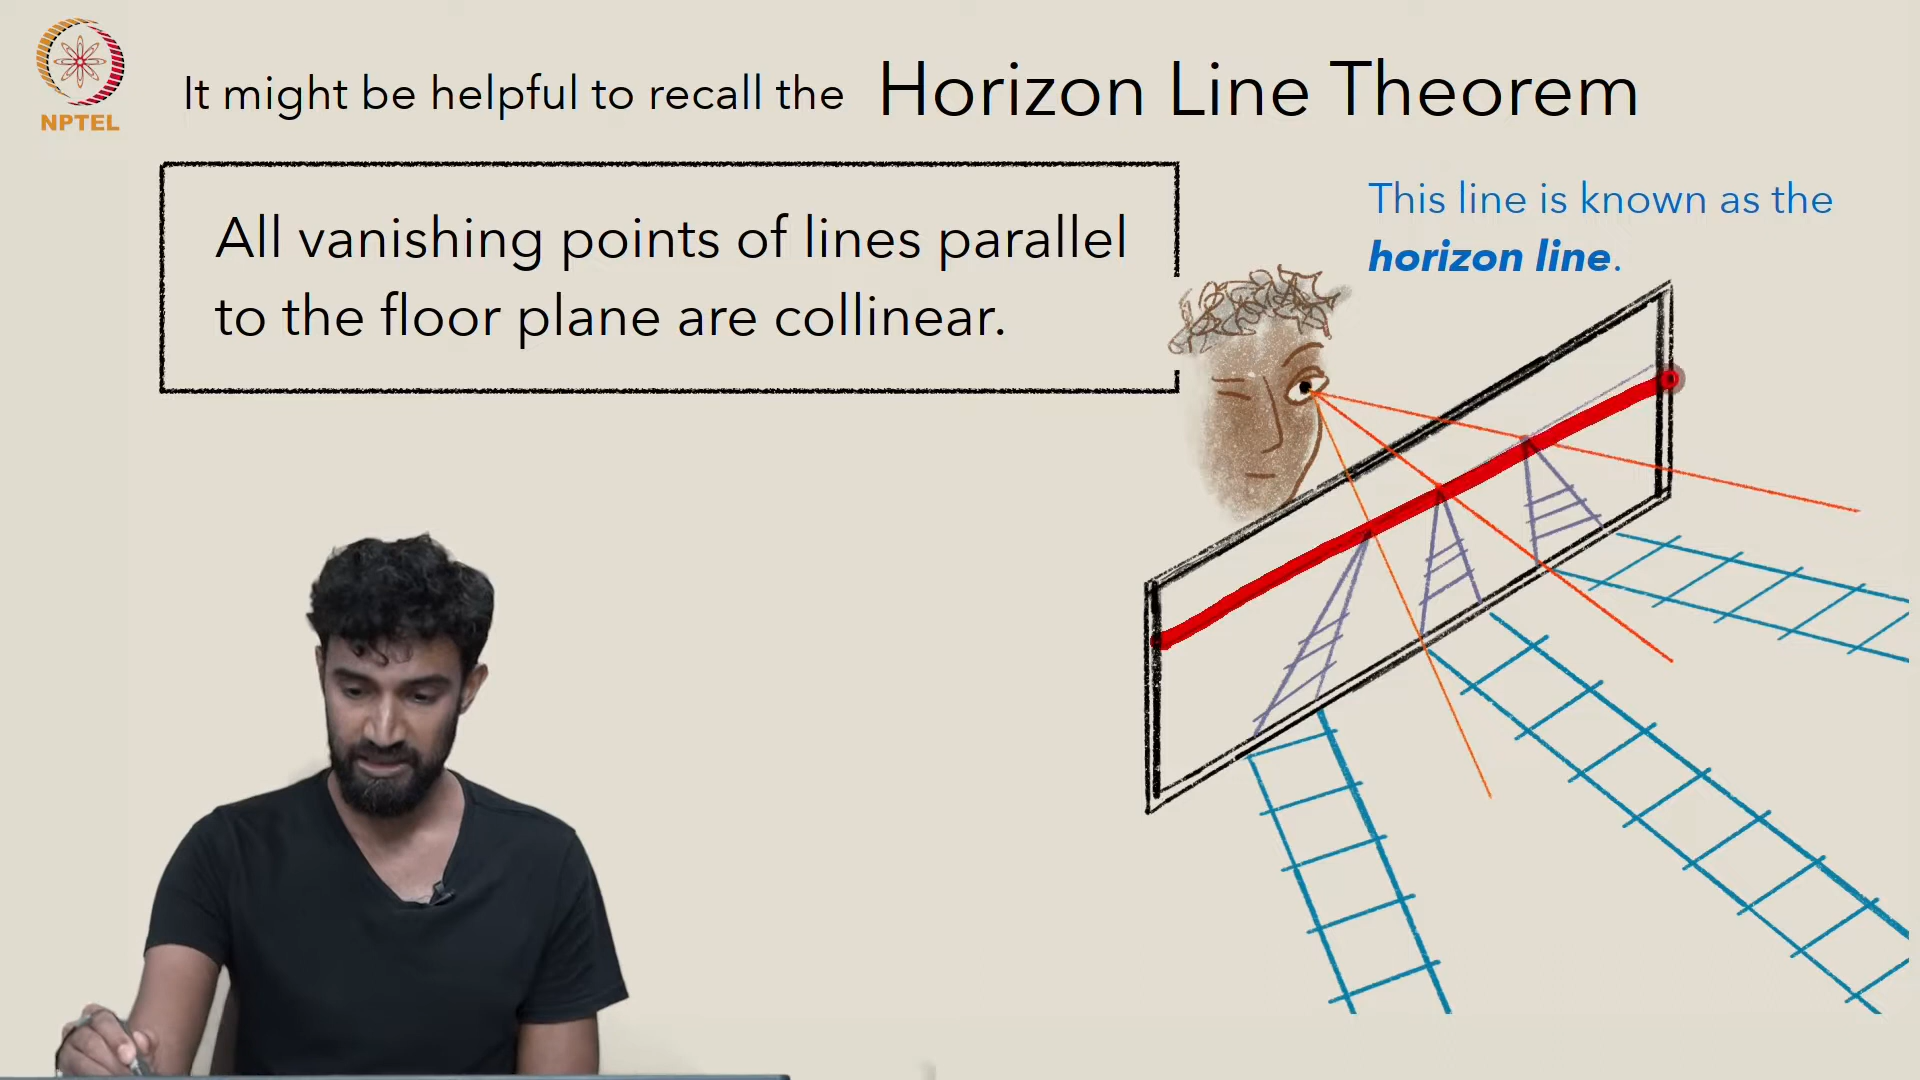 NPTEL
It might be helpful to recall the Horizon Line Theorem
All vanishing points of lines parallel
to the floor plane are collinear.
This line is known as the
horizon line.